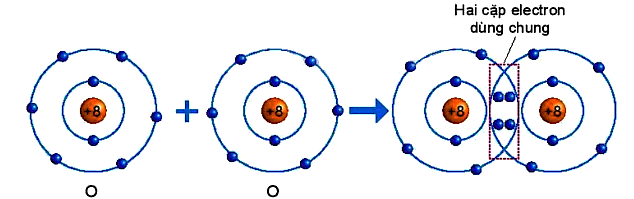 Hai cặp electron
dùng chung
+8
+
+8
+8
+8
O
O